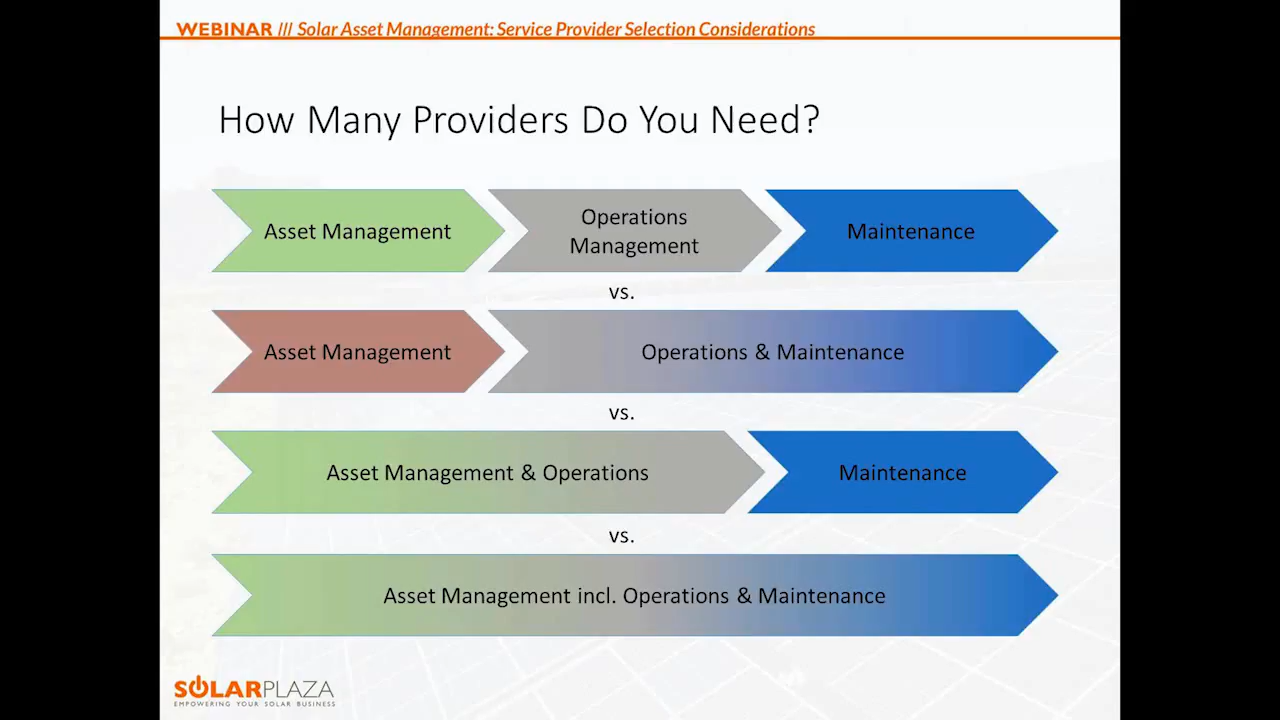 WEBINAR /// Solar Asset Management: Service Provider Selection Considerations
How Many Providers Do You Need?
Asset Management
Operations
Management
Maintenance
vs.
Asset Management
Operations & Maintenance
vs.
Asset Management & Operations
Maintenance
vs.
Asset Management incl. Operations & Maintenance
SOLARPLAZA
EMPOWERING YOUR SOLAR BUSINESS